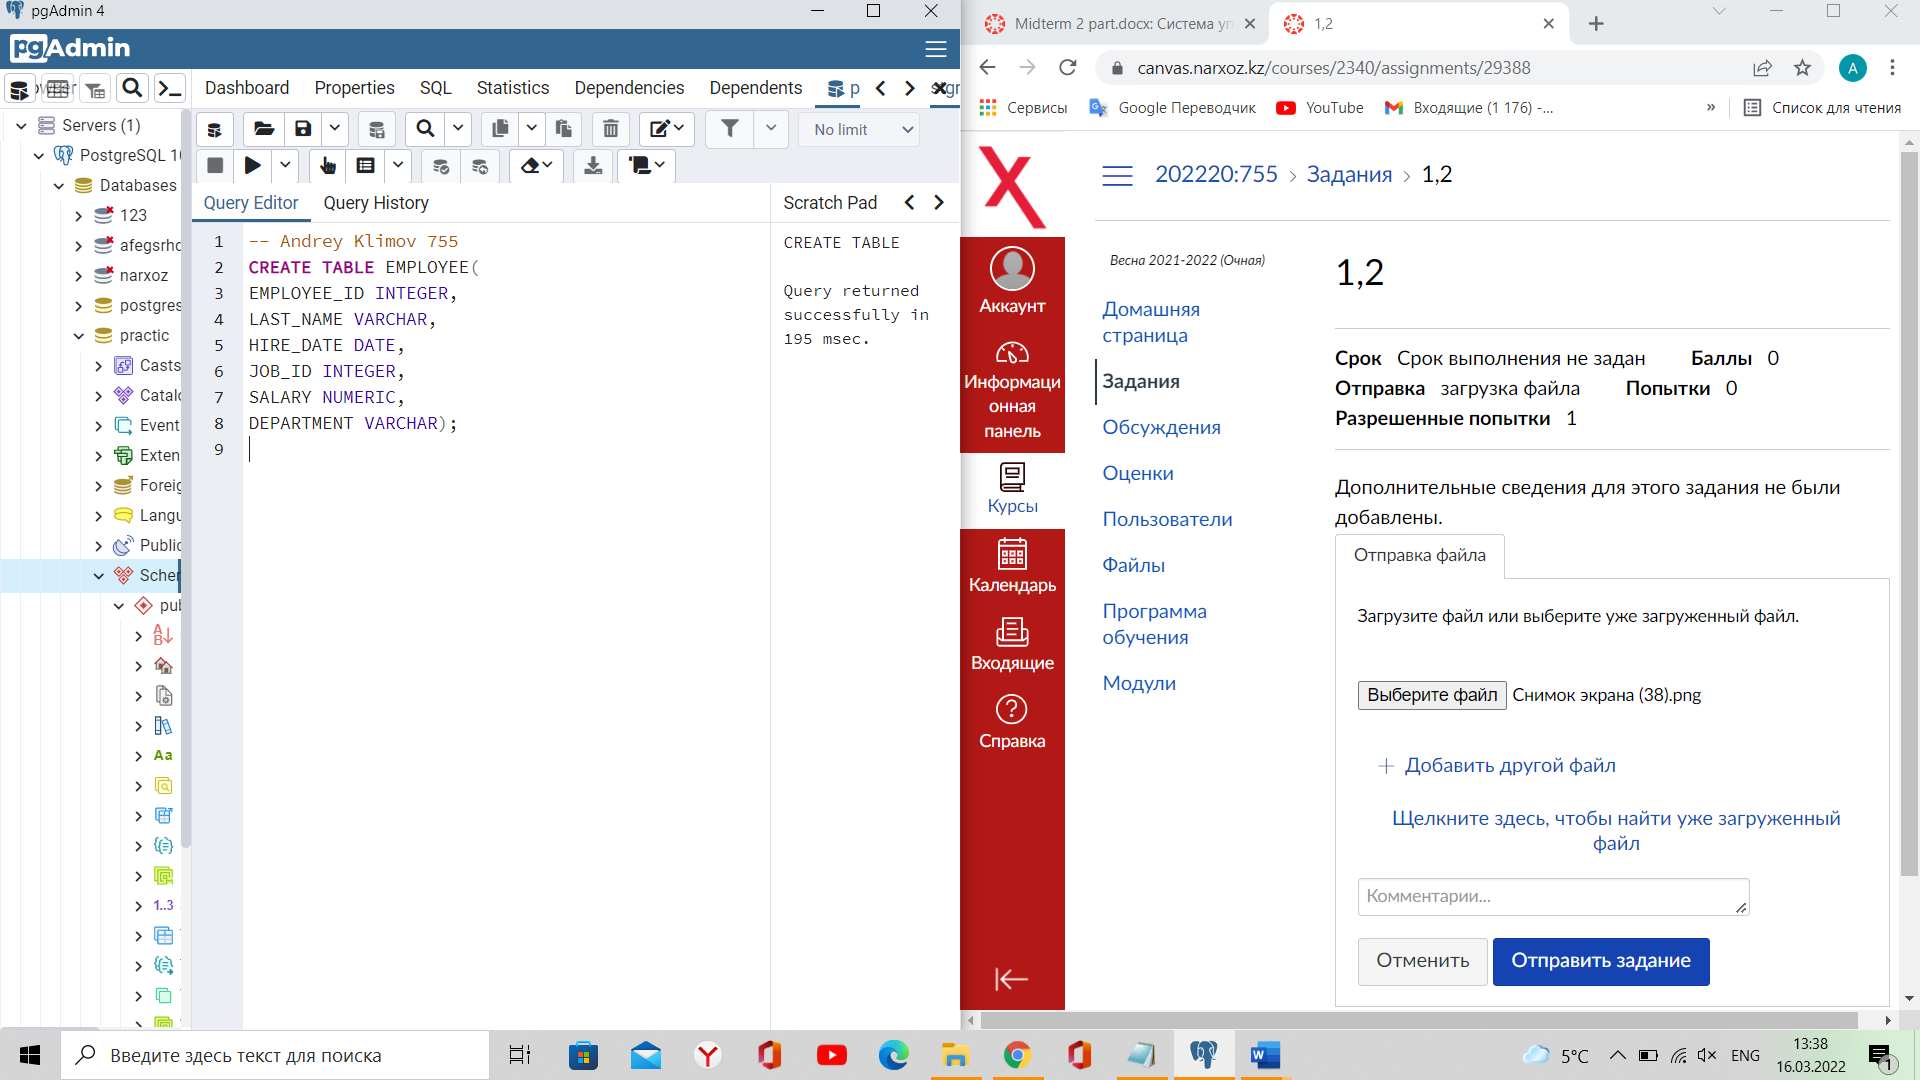 pgAdmin 4
pgAdmin
Dashboard Properties SQL Statistics Dependencies Dependents
No limit
Servers (1)
PostgreSQL 1
Databases
123
afegsrhd
narxoz
postgres
practic
Casts
Catalo
Event
Exten
Foreig
Langu
Public
Schem
pub
Aa
1..3
Query Editor Query History
1 -- Andrey Klimov 755
2 CREATE TABLE EMPLOYEE(
3 EMPLOYEE_ID INTEGER,
4 LAST_NAME VARCHAR,
5 HIRE_DATE DATE,
6 JOB_ID INTEGER,
7 SALARY NUMERIC,
8 DEPARTMENT VARCHAR);
9
Scratch Pad
CREATE TABLE
Query returned
successfully in
195 msec.
Midterm 2 part.docx: Система уп
1,2
canvas.narxoz.kz/courses/2340/assignments/29388
A
Сервисы Google Переводчик YouTube Входящие (1 176) -... » Список для чтения
202220:755 › Задания › 1,2
Аккаунт
Информаци
онная
панель
Курсы
Календарь
Входящие
Справка
Весна 2021-2022 (Очная)
Домашняя
страница
Задания
Обсуждения
Оценки
Пользователи
Файлы
Программа
обучения
Модули
1,2
Срок Срок выполнения не задан Баллы 0
Отправка загрузка файла Попытки 0
Разрешенные попытки 1
Дополнительные сведения для этого задания не были
добавлены.
Отправка файла
Загрузите файл или выберите уже загруженный файл.
Выберите файл Снимок экрана (38).png
+ Добавить другой файл
Щелкните здесь, чтобы найти уже загруженный
файл
Комментарии...
Отменить Отправить задание
Введите здесь текст для поиска
5°C
ENG
13:38
16.03.2022
1